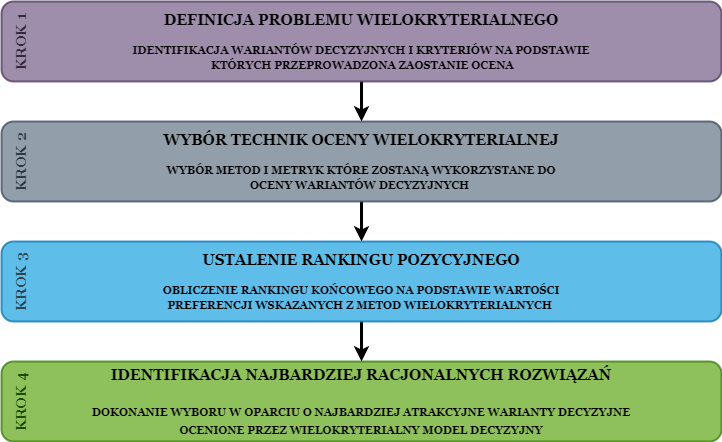 KROK 1
DEFINICJA PROBLEMU WIELOKRYTERIALNEGO
IDENTIFIKACJA WARIANTÓW DECYZYJNYCH I KRYTERIÓW NA PODSTAWIE
KTÓRYCH PRZEPROWADZONA ZAOSTANIE OCENA
KROK 2
WYBÓR TECHNIK OCENY WIELOKRYTERIALNEJ
WYBÓR METOD I METRYK KTÓRE ZOSTANĄ WYKORZYSTANE DO
OCENY WARIANTÓW DECYZYJNYCH
KROK 3
USTALENIE RANKINGU POZYCYJNEGO
OBLICZENIE RANKINGU KOŃCOWEGO NA PODSTAWIE WARTOŚCI
PREFERENCJI WSKAZANYCH Z METOD WIELOKRYTERIALNYCH
KROK 4
IDENTIFIKACJA NAJBARDZIEJ RACJONALNYCH ROZWIĄZAŃ
DOKONANIE WYBORU W OPARCIU O NAJBARDZIEJ ATRAKCYJNE WARIANTY DECYZYJNE
OCENIONE PRZEZ WIELOKRYTERIALNY MODEL DECYZYJNY